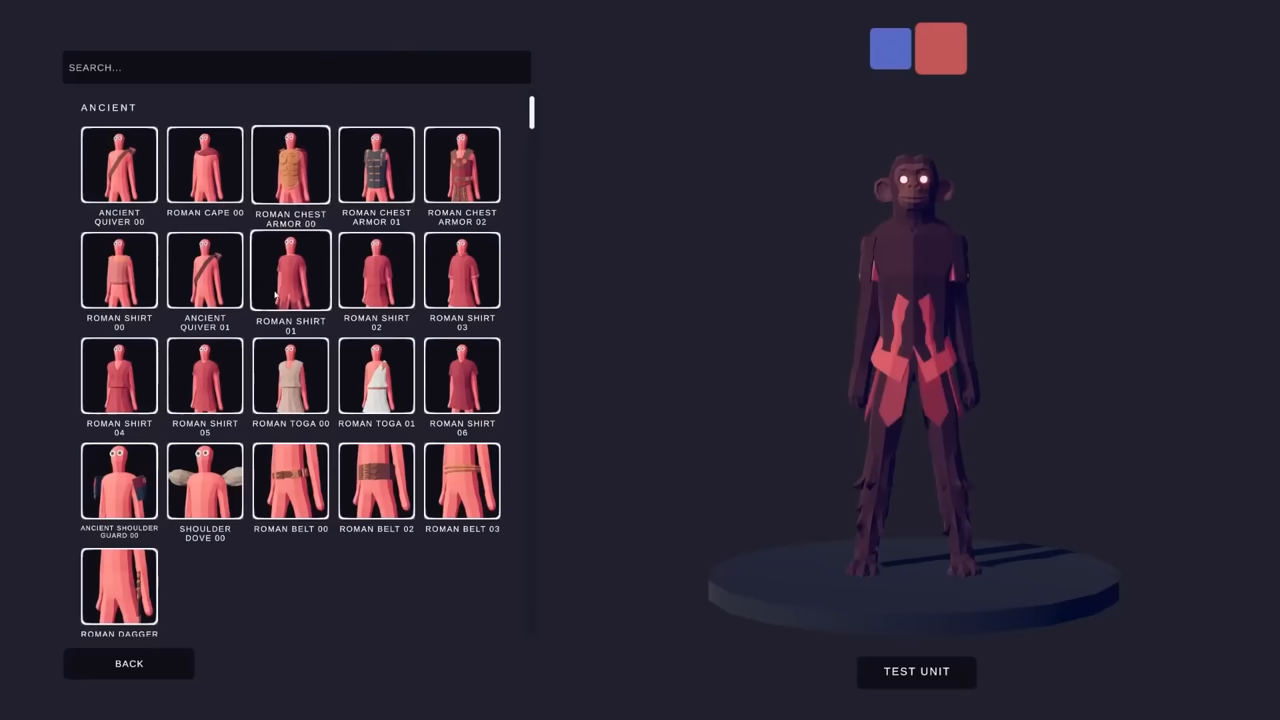 SEARCH...
ANCIENT
ANCIENT
QUIVER 00
ROMAN CAPE 00
ROMAN CHEST
ARMOR 00
ROMAN CHEST
ARMOR 01
ROMAN CHEST
ARMOR 02
ROMAN SHIRT
00
ANCIENT
QUIVER 01
ROMAN SHIRT
01
ROMAN SHIRT
02
ROMAN SHIRT
03
ROMAN SHIRT
04
ROMAN SHIRT
05
ROMAN TOGA 00
ROMAN TOGA 01
ROMAN SHIRT
06
ANCIENT SHOULDER
GUARD 00
SHOULDER
DOVE 00
ROMAN BELT 00
ROMAN BELT 02
ROMAN BELT 03
ROMAN DAGGER
BACK
TEST UNIT